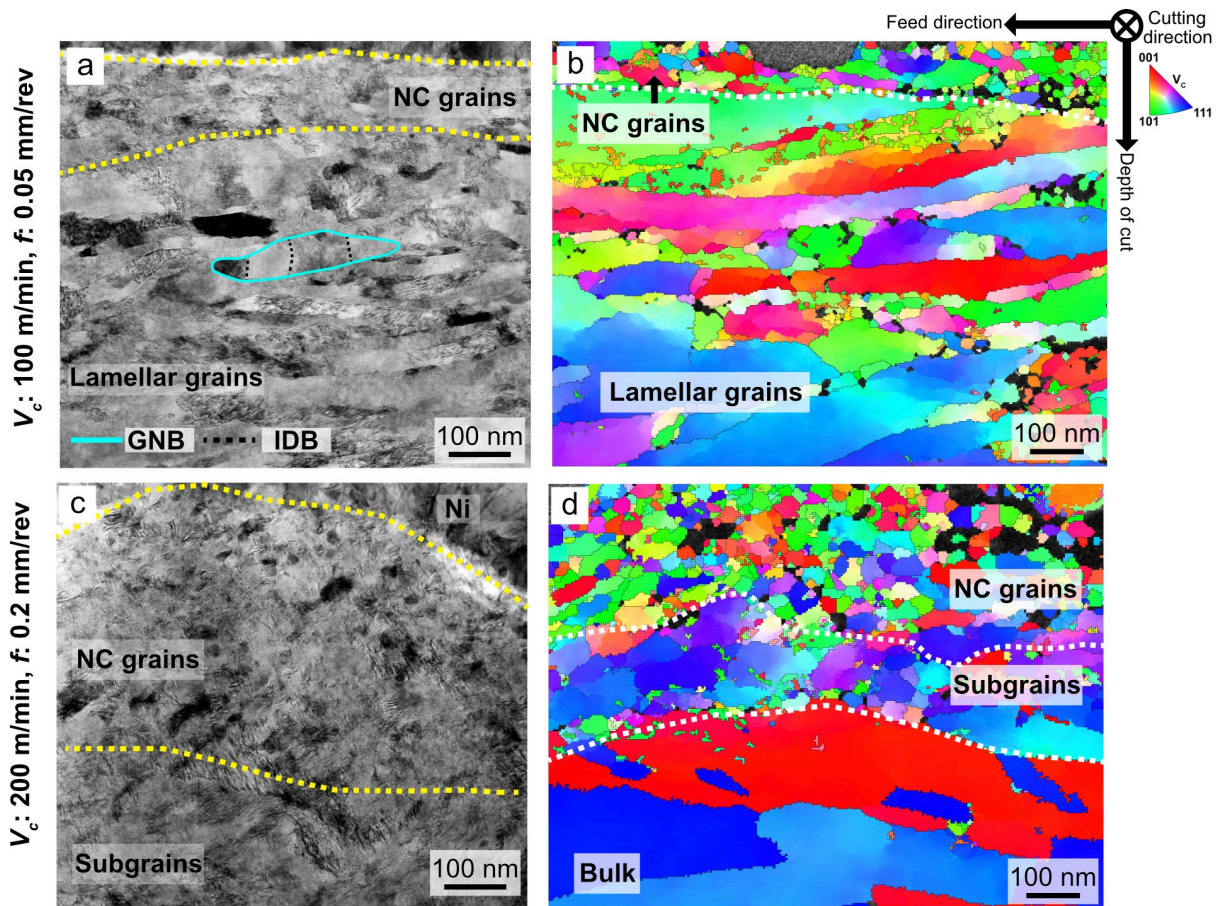 Feed direction
Cutting
direction
001
V_c
101
111
Depth of cut
V_c: 100 m/min, f: 0.05 mm/rev
a
NC grains
Lamellar grains
GNB
IDB
100 nm
b
NC grains
Lamellar grains
100 nm
V_c: 200 m/min, f: 0.2 mm/rev
c
Ni
NC grains
Subgrains
100 nm
d
NC grains
Subgrains
Bulk
100 nm